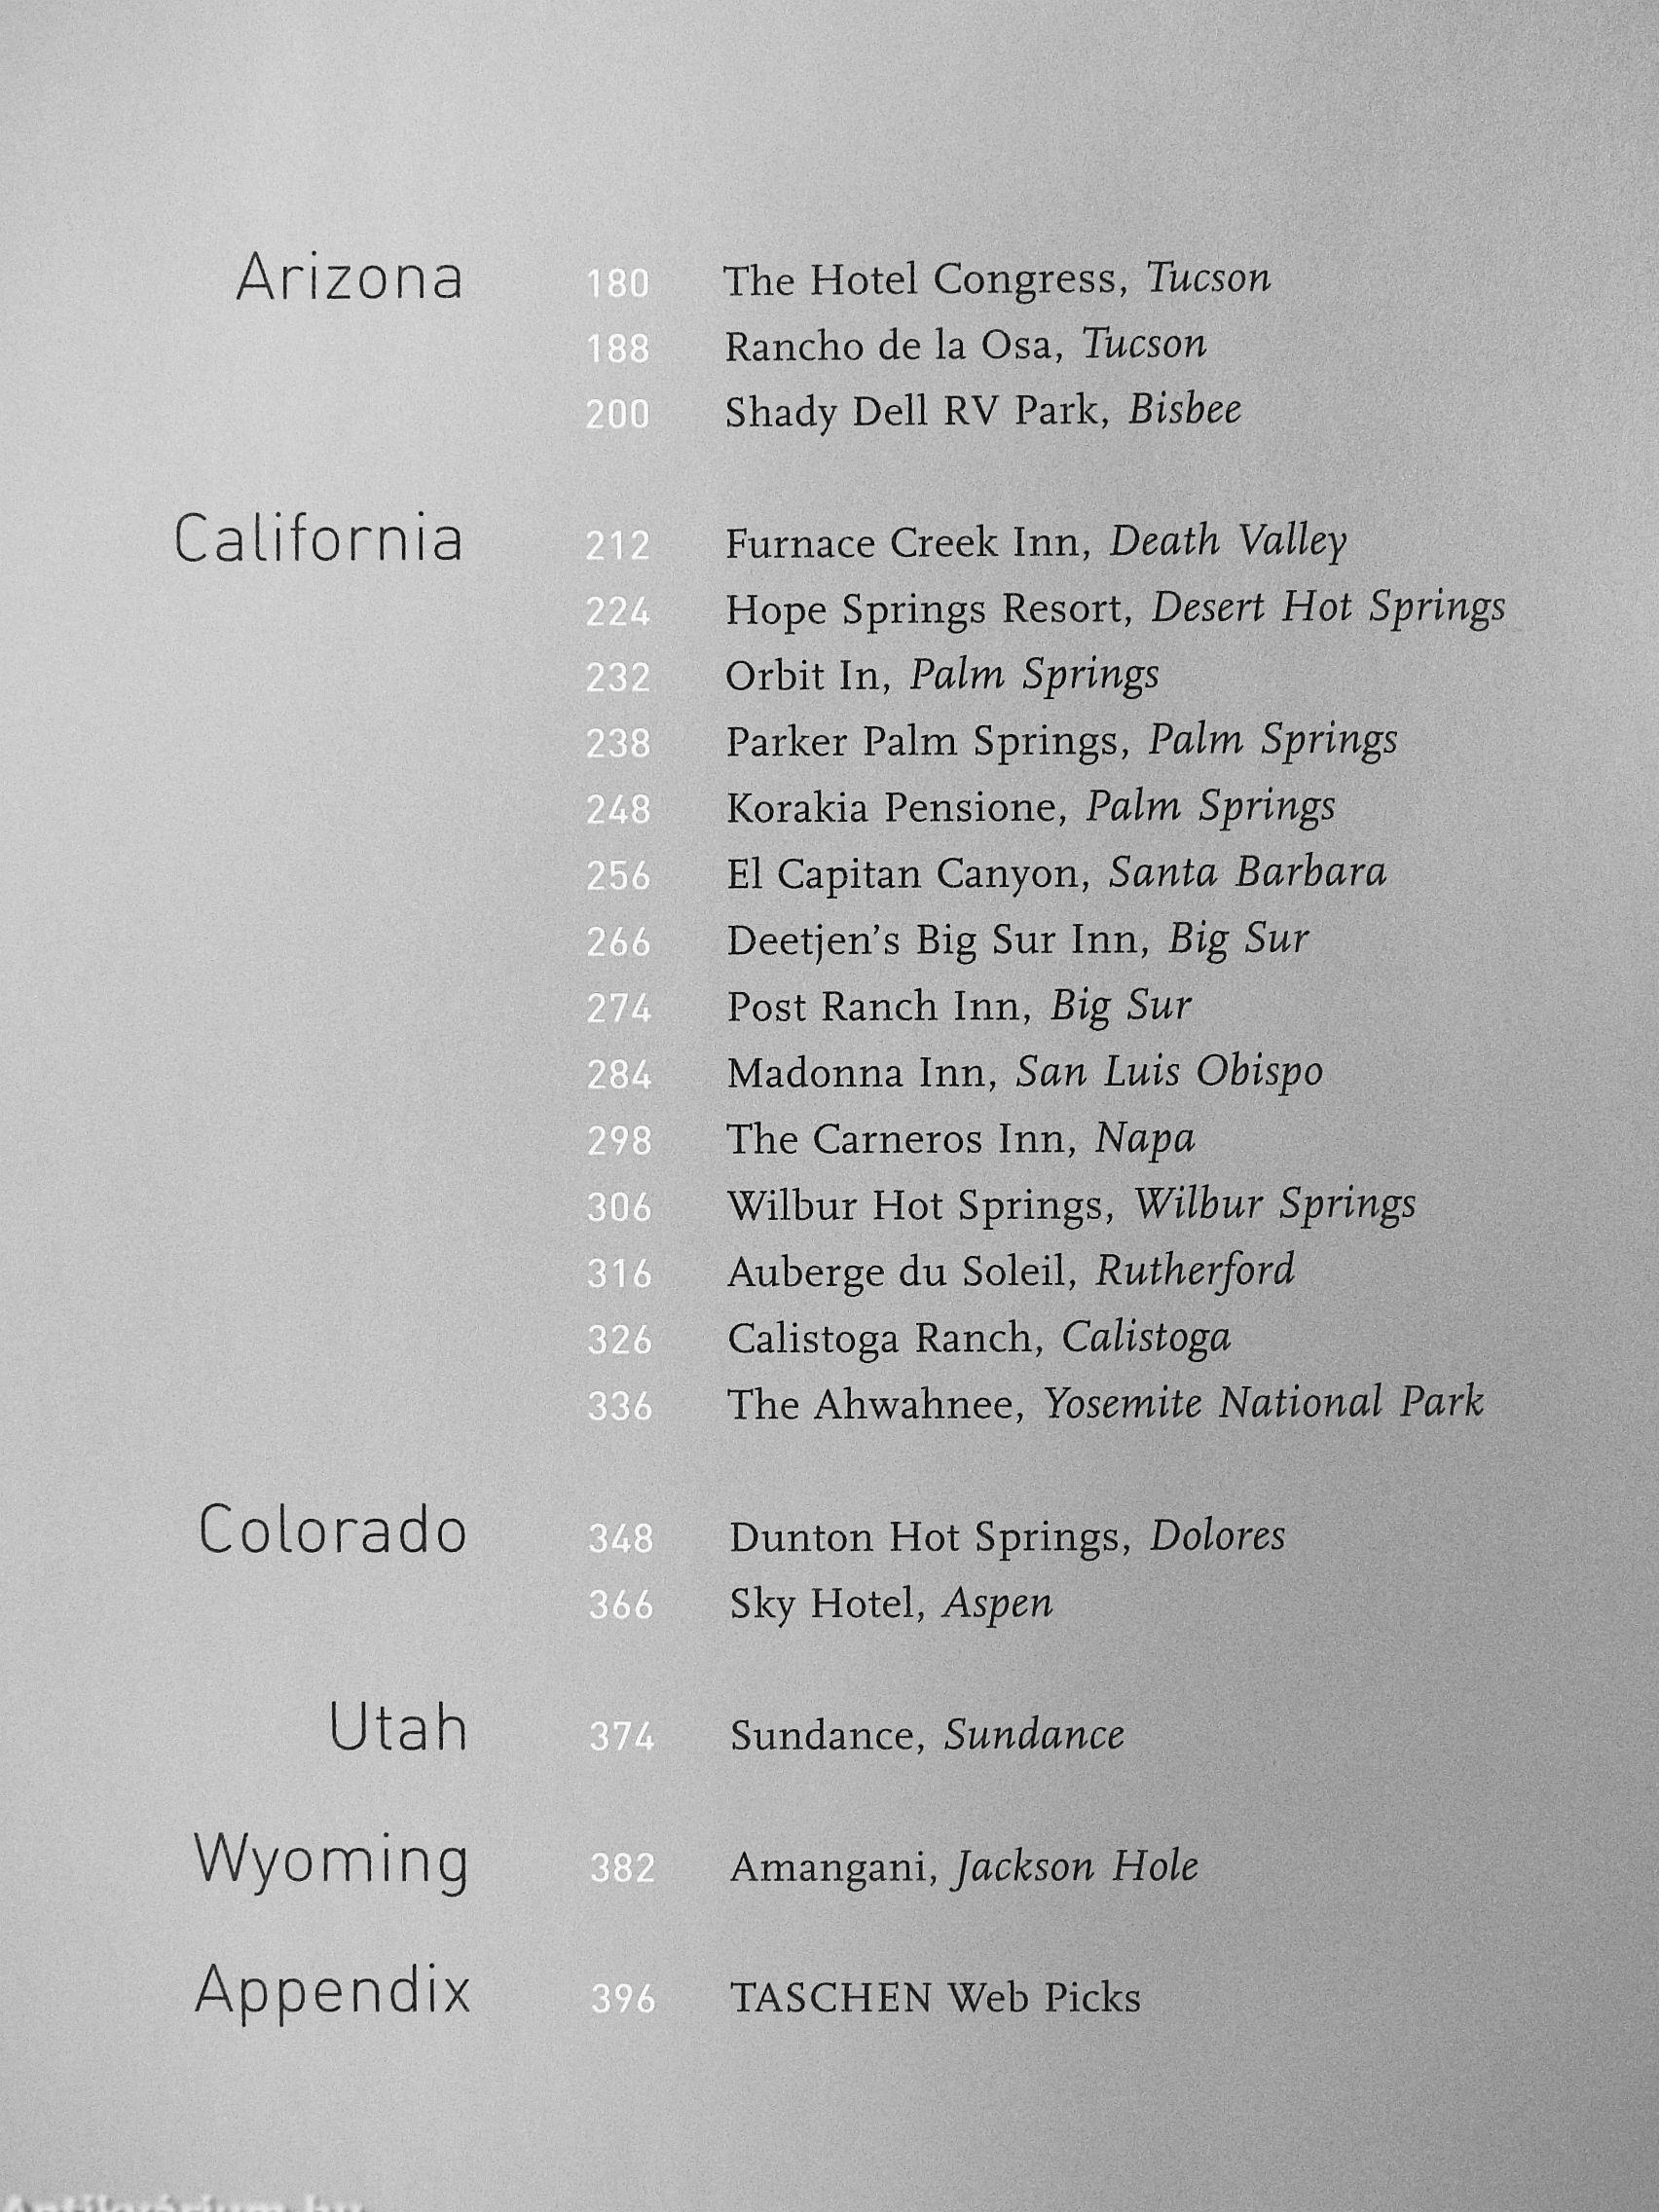 Arizona 180 The Hotel Congress, Tucson
188 Rancho de la Osa, Tucson
200 Shady Dell RV Park, Bisbee
California 212 Furnace Creek Inn, Death Valley
224 Hope Springs Resort, Desert Hot Springs
232 Orbit In, Palm Springs
238 Parker Palm Springs, Palm Springs
248 Korakia Pensione, Palm Springs
256 El Capitan Canyon, Santa Barbara
266 Deetjen’s Big Sur Inn, Big Sur
274 Post Ranch Inn, Big Sur
284 Madonna Inn, San Luis Obispo
298 The Carneros Inn, Napa
306 Wilbur Hot Springs, Wilbur Springs
316 Auberge du Soleil, Rutherford
326 Calistoga Ranch, Calistoga
336 The Ahwahnee, Yosemite National Park
Colorado 348 Dunton Hot Springs, Dolores
366 Sky Hotel, Aspen
Utah 374 Sundance, Sundance
Wyoming 382 Amangani, Jackson Hole
Appendix 396 TASCHEN Web Picks